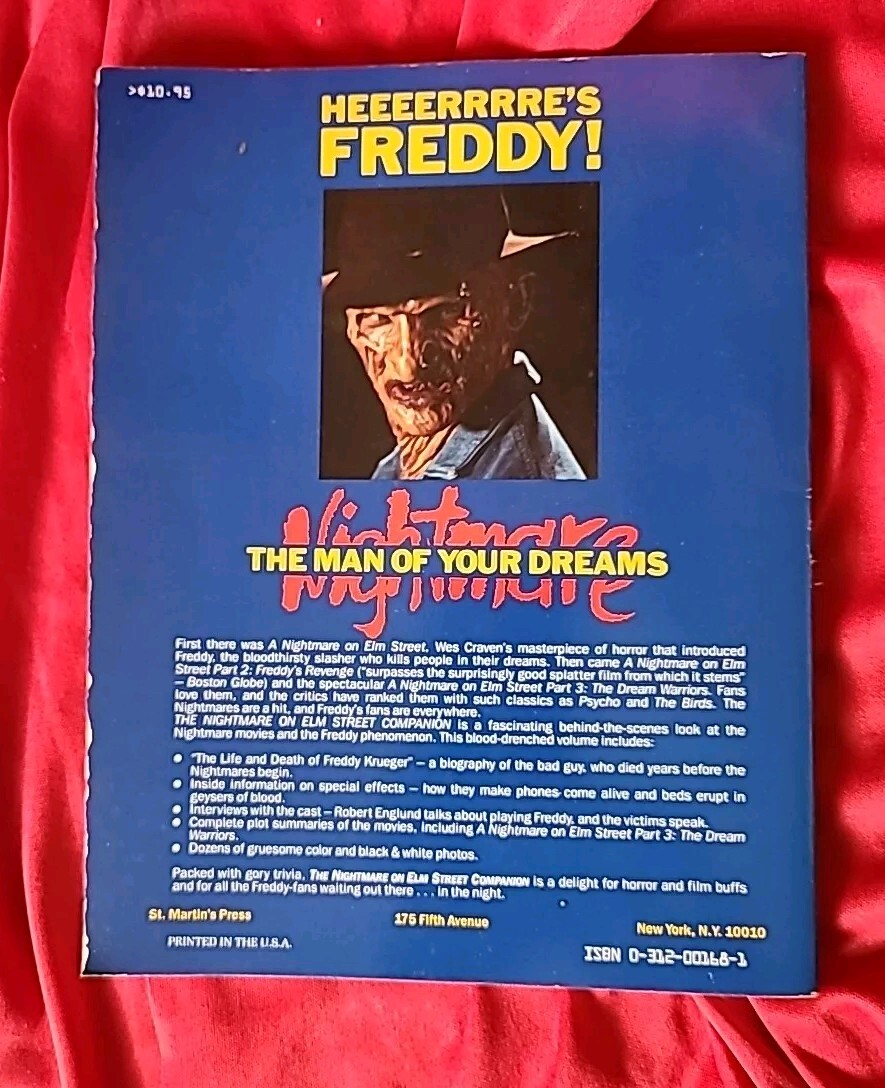 >$10.95
HEEEERRRRE'S
FREDDY!
Nightmare
THE MAN OF YOUR DREAMS
First there was A Nightmare on Elm Street, Wes Craven's masterpiece of horror that introduced
Freddy, the bloodthirsty slasher who kills people in their dreams. Then came A Nightmare on Elm
Street Part 2: Freddy's Revenge ("surpasses the surprisingly good splatter film from which it stems"
— Boston Globe) and the spectacular A Nightmare on Elm Street Part 3: The Dream Warriors. Fans
love them, and the critics have ranked them with such classics as Psycho and The Birds. The
Nightmares are a hit, and Freddy's fans are everywhere.
THE NIGHTMARE ON ELM STREET COMPANION is a fascinating behind-the-scenes look at the
Nightmare movies and the Freddy phenomenon. This blood-drenched volume includes:
● "The Life and Death of Freddy Krueger" — a biography of the bad guy, who died years before the
Nightmares begin.
● Inside information on special effects — how they make phones come alive and beds erupt in
geysers of blood.
● Interviews with the cast — Robert Englund talks about playing Freddy, and the victims speak.
● Complete plot summaries of the movies, including A Nightmare on Elm Street Part 3: The Dream
Warriors.
● Dozens of gruesome color and black & white photos.
Packed with gory trivia, THE NIGHTMARE ON ELM STREET COMPANION is a delight for horror and film buffs
and for all the Freddy-fans waiting out there . . . in the night.
St. Martin's Press 175 Fifth Avenue New York, N.Y. 10010
PRINTED IN THE U.S.A. ISBN 0-312-00168-1